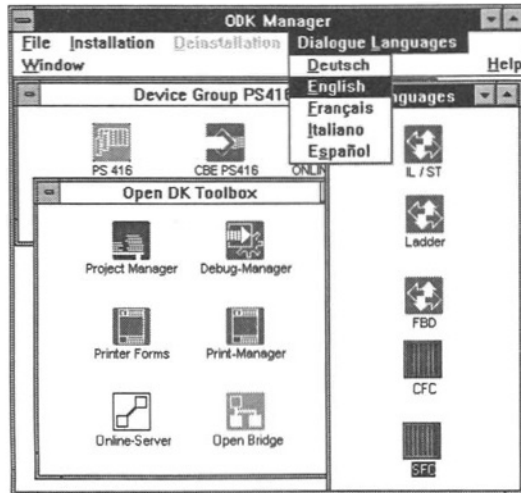 ODK Manager
File Installation Deinstallation Dialogue Languages
Window Help
Deutsch
English
Français
Italiano
Español
Device Group PS41
nguages
PS 416
CBE PS416
ONLIN
IL / ST
Ladder
FBD
CFC
SFC
Open DK Toolbox
Project Manager
Debug-Manager
Printer Forms
Print-Manager
Online-Server
Open Bridge